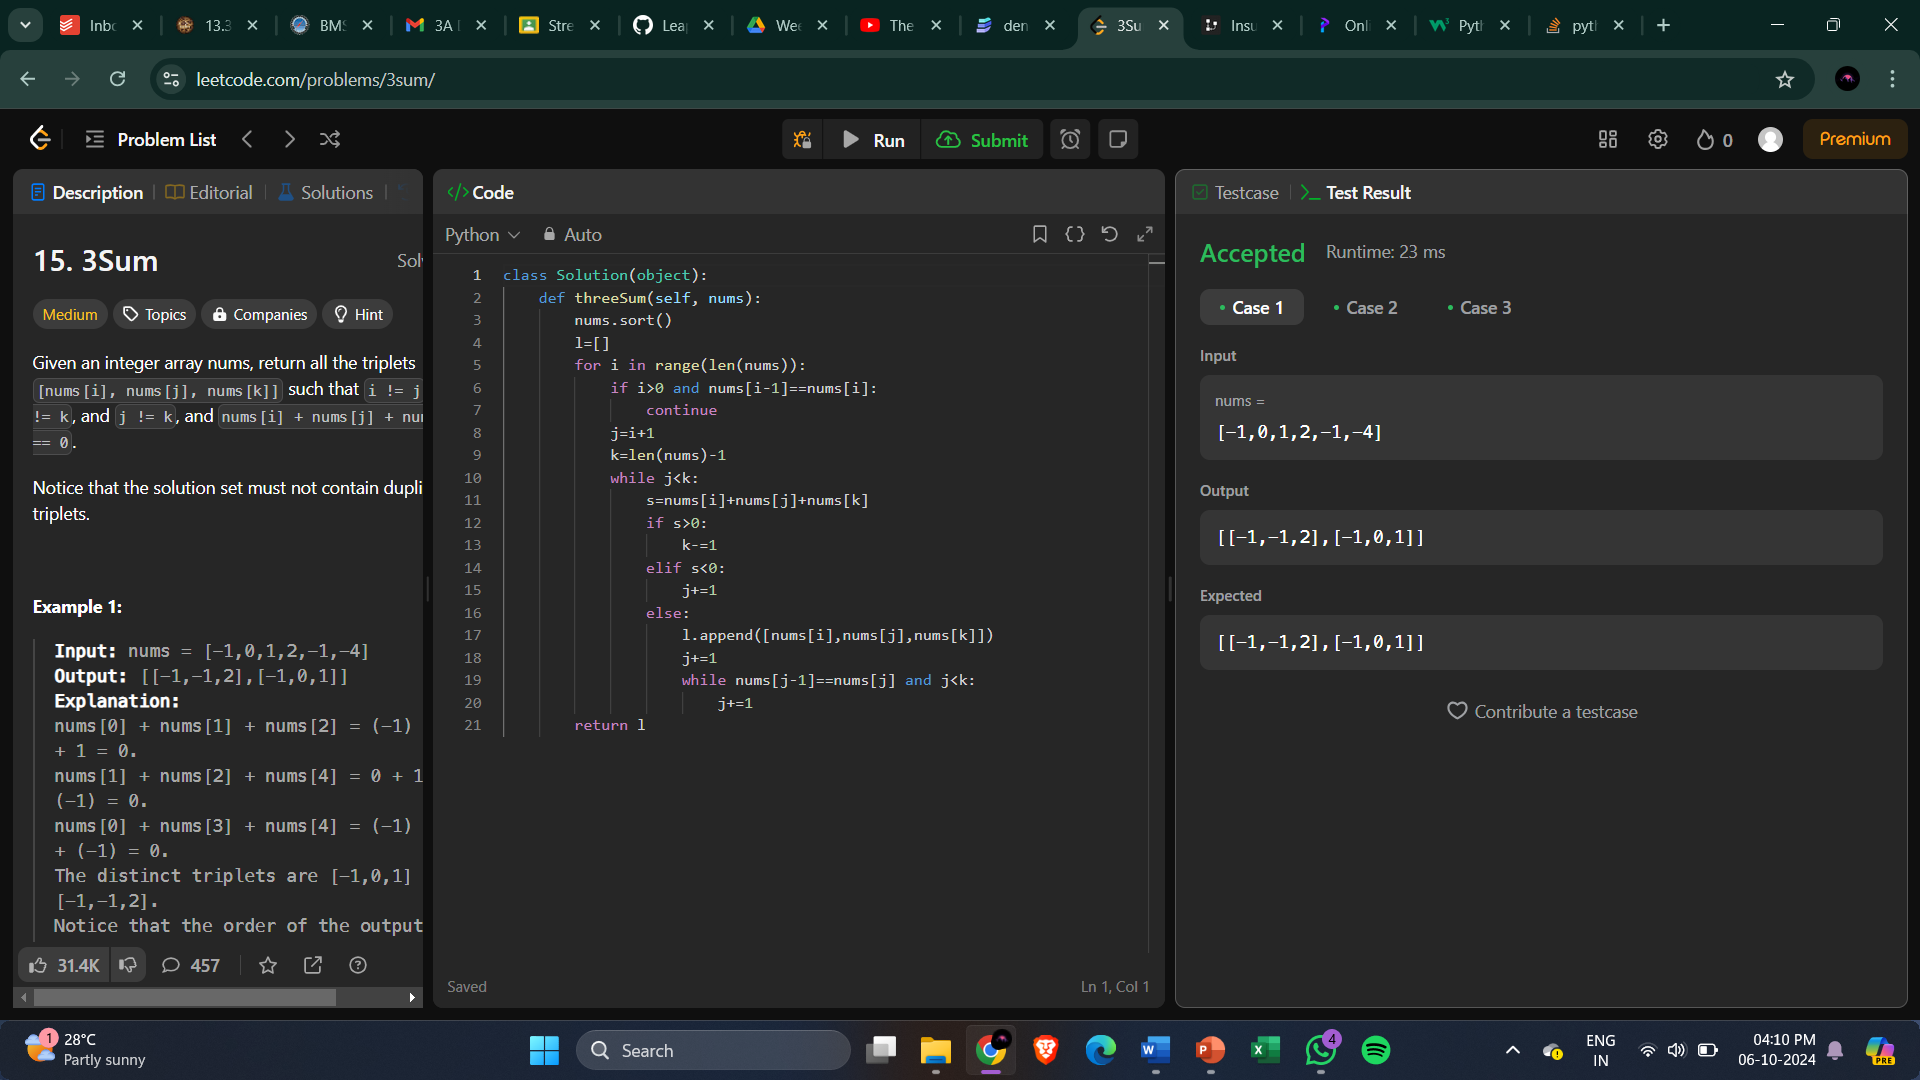 Inbc
13.3
BMS
3A I
Stre
Lea
Wee
The
den
3Su
Insu
Onli
Pyth
pyth
leetcode.com/problems/3sum/
Problem List
Run
Submit
0
Premium
Description
Editorial
Solutions
15. 3Sum
Solv
Medium
Topics
Companies
Hint
Given an integer array nums, return all the triplets
[nums[i], nums[j], nums[k]] such that i != j
!= k, and j != k, and nums[i] + nums[j] + nu
== 0.
Notice that the solution set must not contain dupli
triplets.
Example 1:
Input: nums = [-1,0,1,2,-1,-4]
Output: [[-1,-1,2],[-1,0,1]]
Explanation:
nums[0] + nums[1] + nums[2] = (-1)
+ 1 = 0.
nums[1] + nums[2] + nums[4] = 0 + 1
(-1) = 0.
nums[0] + nums[3] + nums[4] = (-1)
+ (-1) = 0.
The distinct triplets are [-1,0,1]
[-1,-1,2].
Notice that the order of the output
31.4K
457
</> Code
Python
Auto
1 class Solution(object):
2 def threeSum(self, nums):
3 nums.sort()
4 l=[]
5 for i in range(len(nums)):
6 if i>0 and nums[i-1]==nums[i]:
7 continue
8 j=i+1
9 k=len(nums)-1
10 while j<k:
11 s=nums[i]+nums[j]+nums[k]
12 if s>0:
13 k-=1
14 elif s<0:
15 j+=1
16 else:
17 l.append([nums[i],nums[j],nums[k]])
18 j+=1
19 while nums[j-1]==nums[j] and j<k:
20 j+=1
21 return l
Saved
Ln 1, Col 1
Testcase
Test Result
Accepted Runtime: 23 ms
• Case 1 • Case 2 • Case 3
Input
nums =
[-1,0,1,2,-1,-4]
Output
[[-1,-1,2],[-1,0,1]]
Expected
[[-1,-1,2],[-1,0,1]]
Contribute a testcase
1
28°C
Partly sunny
Search
4
ENG
IN
04:10 PM
06-10-2024
PRE